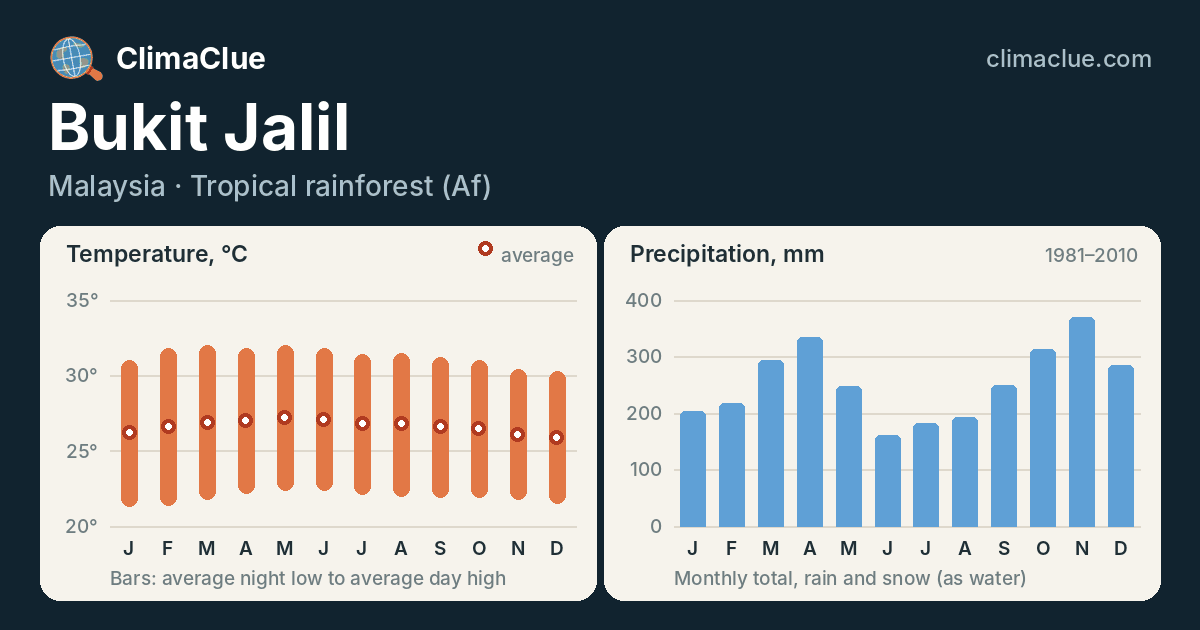 ClimaClue
climaclue.com
Bukit Jalil
Malaysia · Tropical rainforest (Af)
Temperature, °C
average
35°
30°
25°
20°
J F M A M J J A S O N D
Bars: average night low to average day high
Precipitation, mm
1981–2010
400
300
200
100
0
J F M A M J J A S O N D
Monthly total, rain and snow (as water)